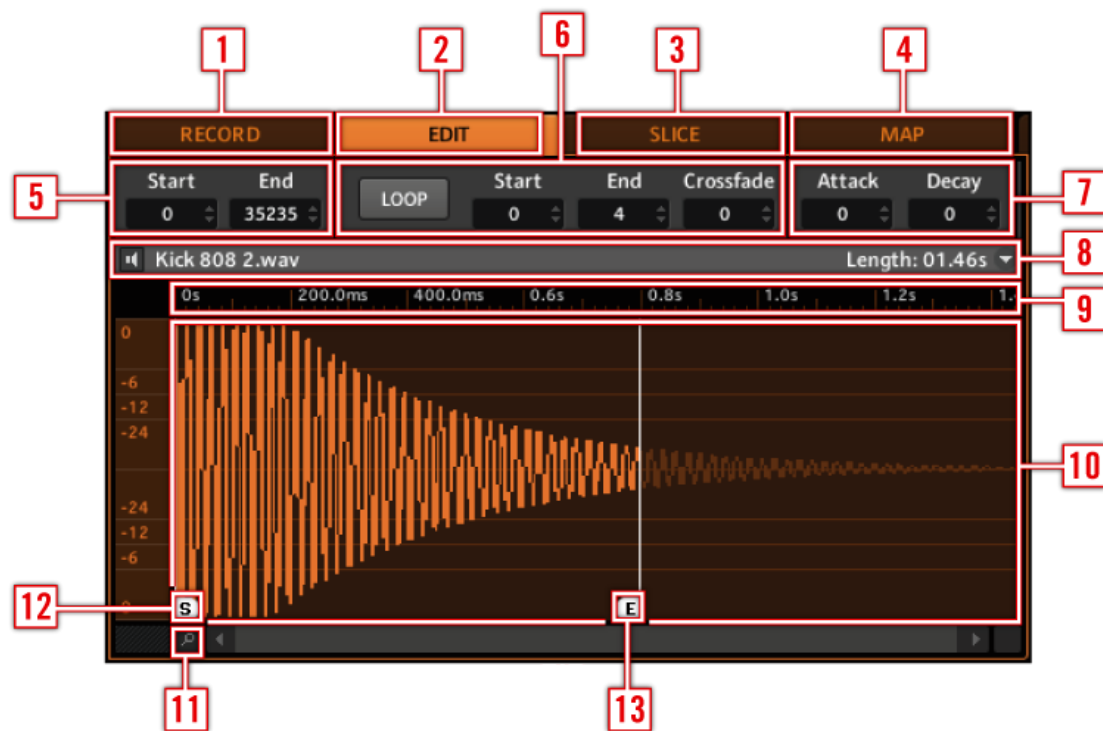 1 2 6 3 4
RECORD EDIT SLICE MAP
5 Start End LOOP Start End Crossfade Attack Decay 7
0 35235 0 4 0 0 0
Kick 808 2.wav Length: 01.46s 8
0s 200.0ms 400.0ms 0.6s 0.8s 1.0s 1.2s 1. 9
0
-6
-12
-24
10
-24
-12
-6
12 S E
11 13